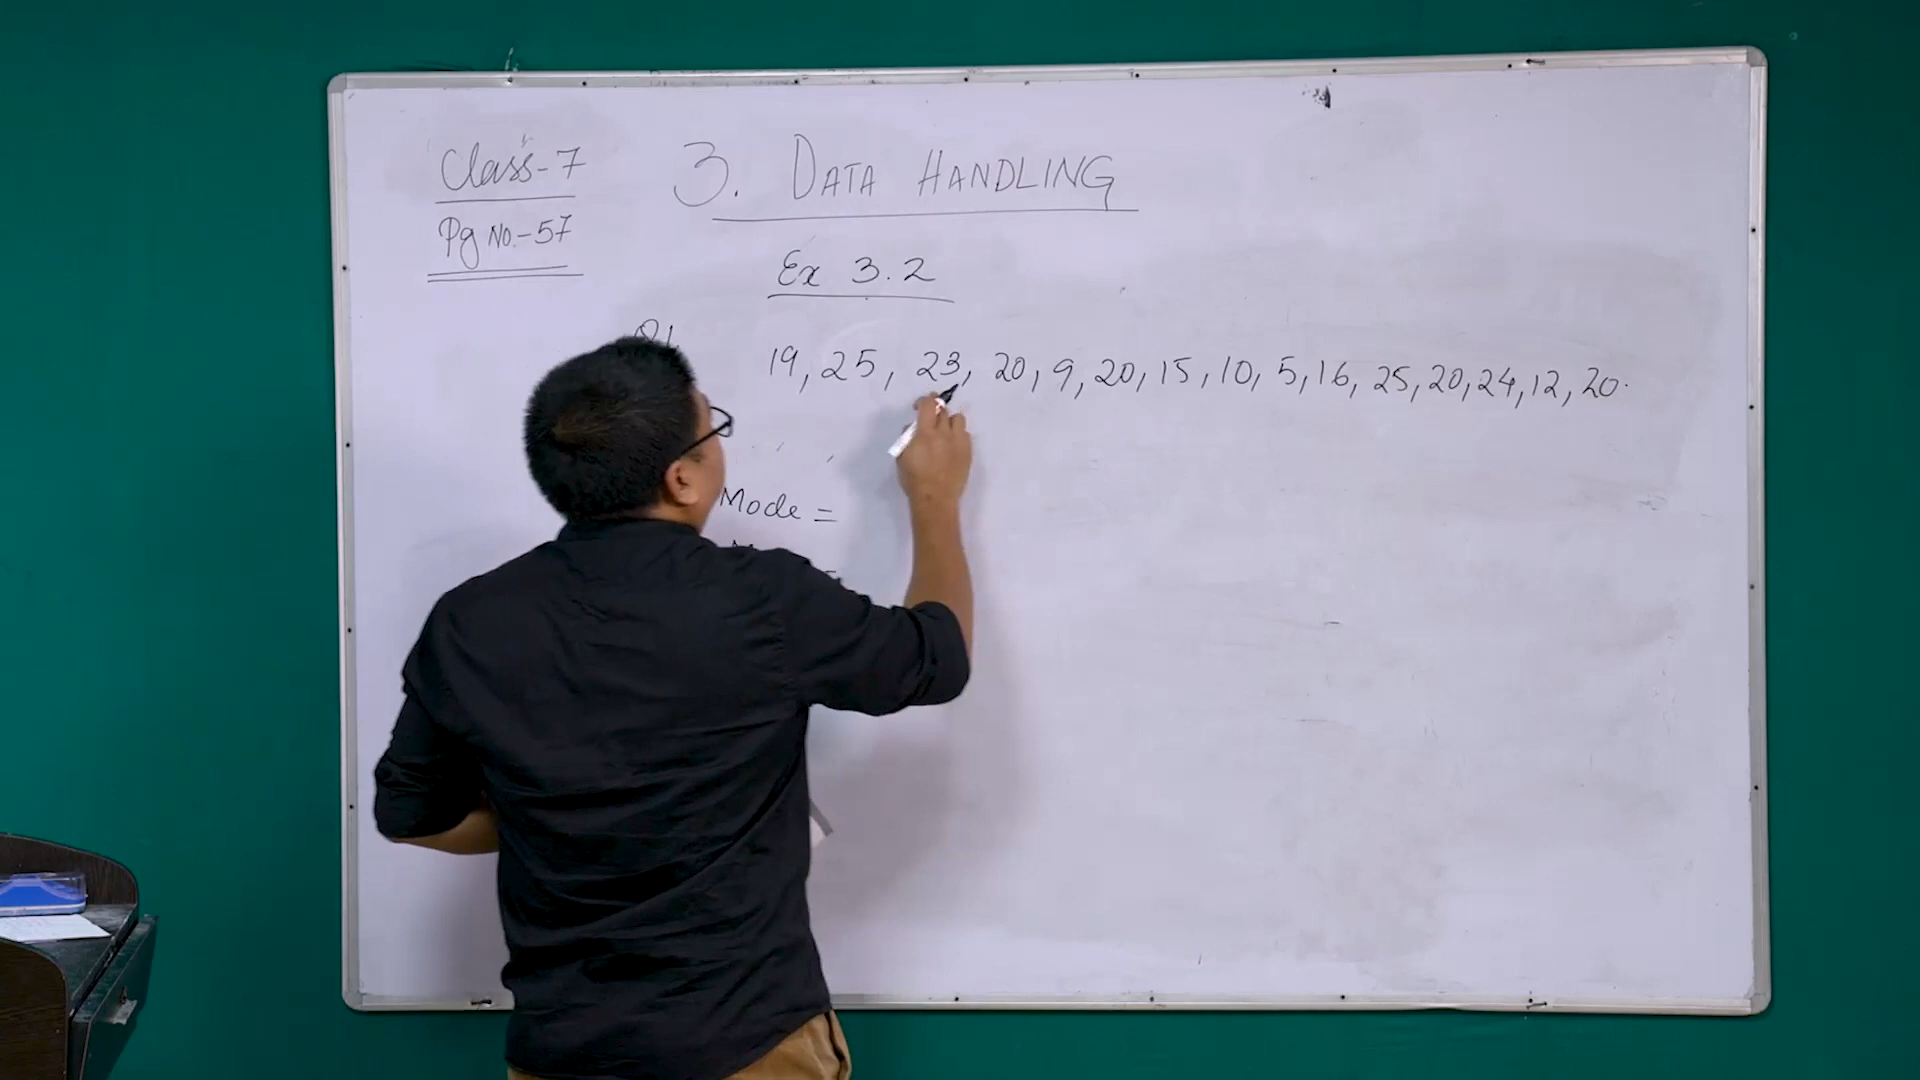 Class-7
Pg No.-57
3. DATA HANDLING
Ex 3.2
Q1
19, 25, 23, 20, 9, 20, 15, 10, 5, 16, 25, 20, 24, 12, 20.
Mode =